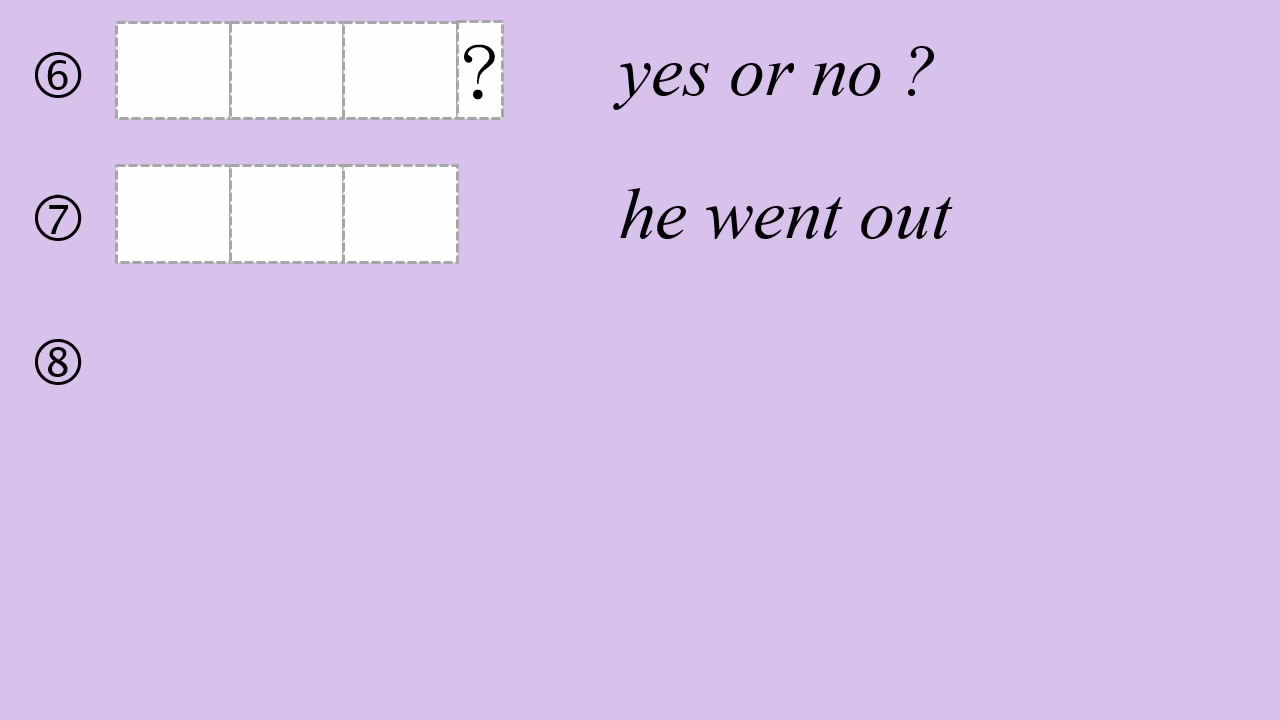 ⑥ ? yes or no ?
⑦ he went out
⑧